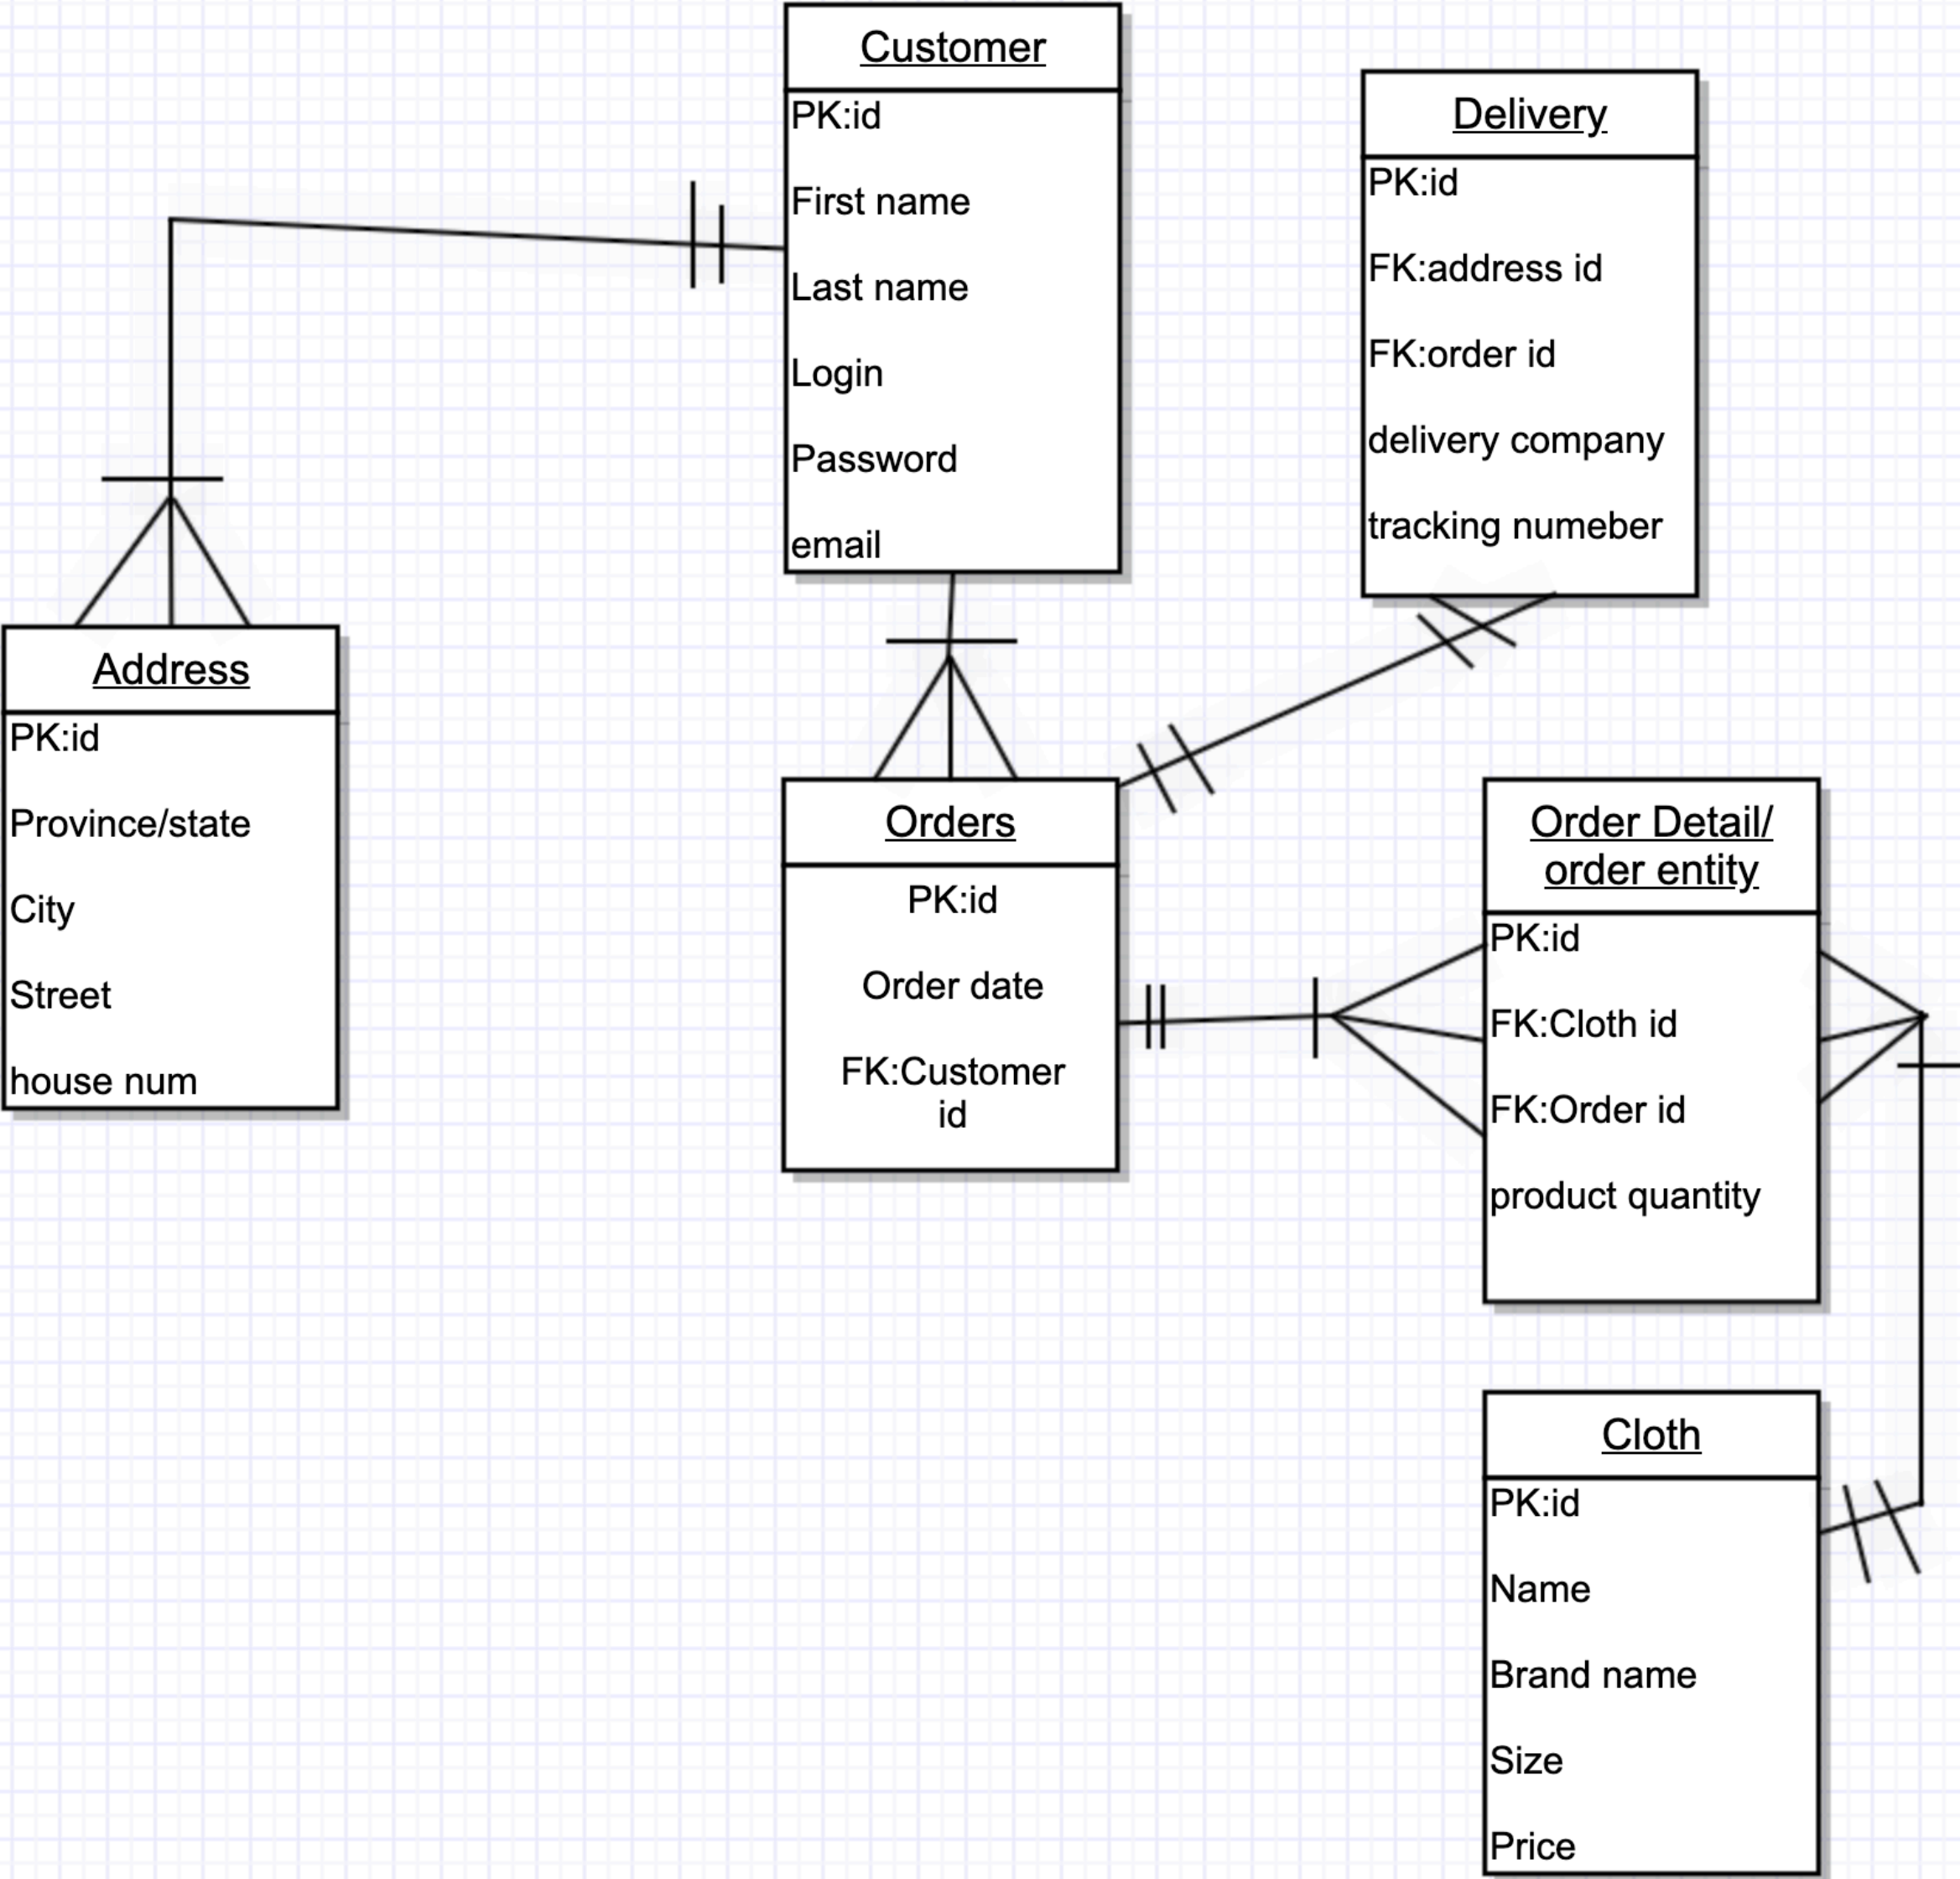 Customer
PK:id
First name
Last name
Login
Password
email
Delivery
PK:id
FK:address id
FK:order id
delivery company
tracking numeber
Address
PK:id
Province/state
City
Street
house num
Orders
PK:id
Order date
FK:Customer
id
Order Detail/
order entity
PK:id
FK:Cloth id
FK:Order id
product quantity
Cloth
PK:id
Name
Brand name
Size
Price